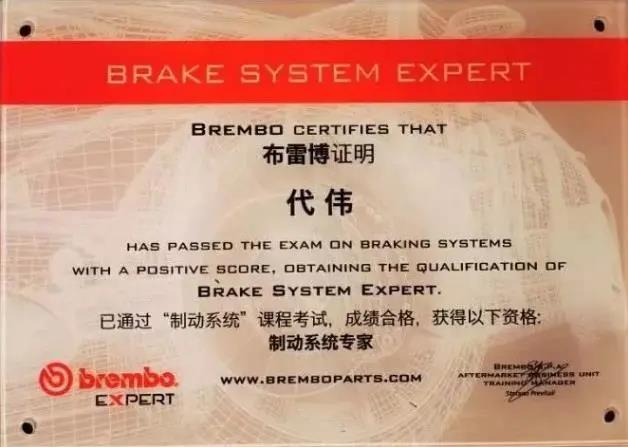 BRAKE SYSTEM EXPERT
BREMBO CERTIFIES THAT
布雷博证明
代伟
HAS PASSED THE EXAM ON BRAKING SYSTEMS
WITH A POSITIVE SCORE, OBTAINING THE QUALIFICATION OF
BRAKE SYSTEM EXPERT.
已通过“制动系统”课程考试，成绩合格，获得以下资格:
制动系统专家
brembo
EXPERT
WWW.BREMBOPARTS.COM
BREMBO S.p.A.
AFTERMARKET BUSINESS UNIT
TRAINING MANAGER
Stefano Previtali